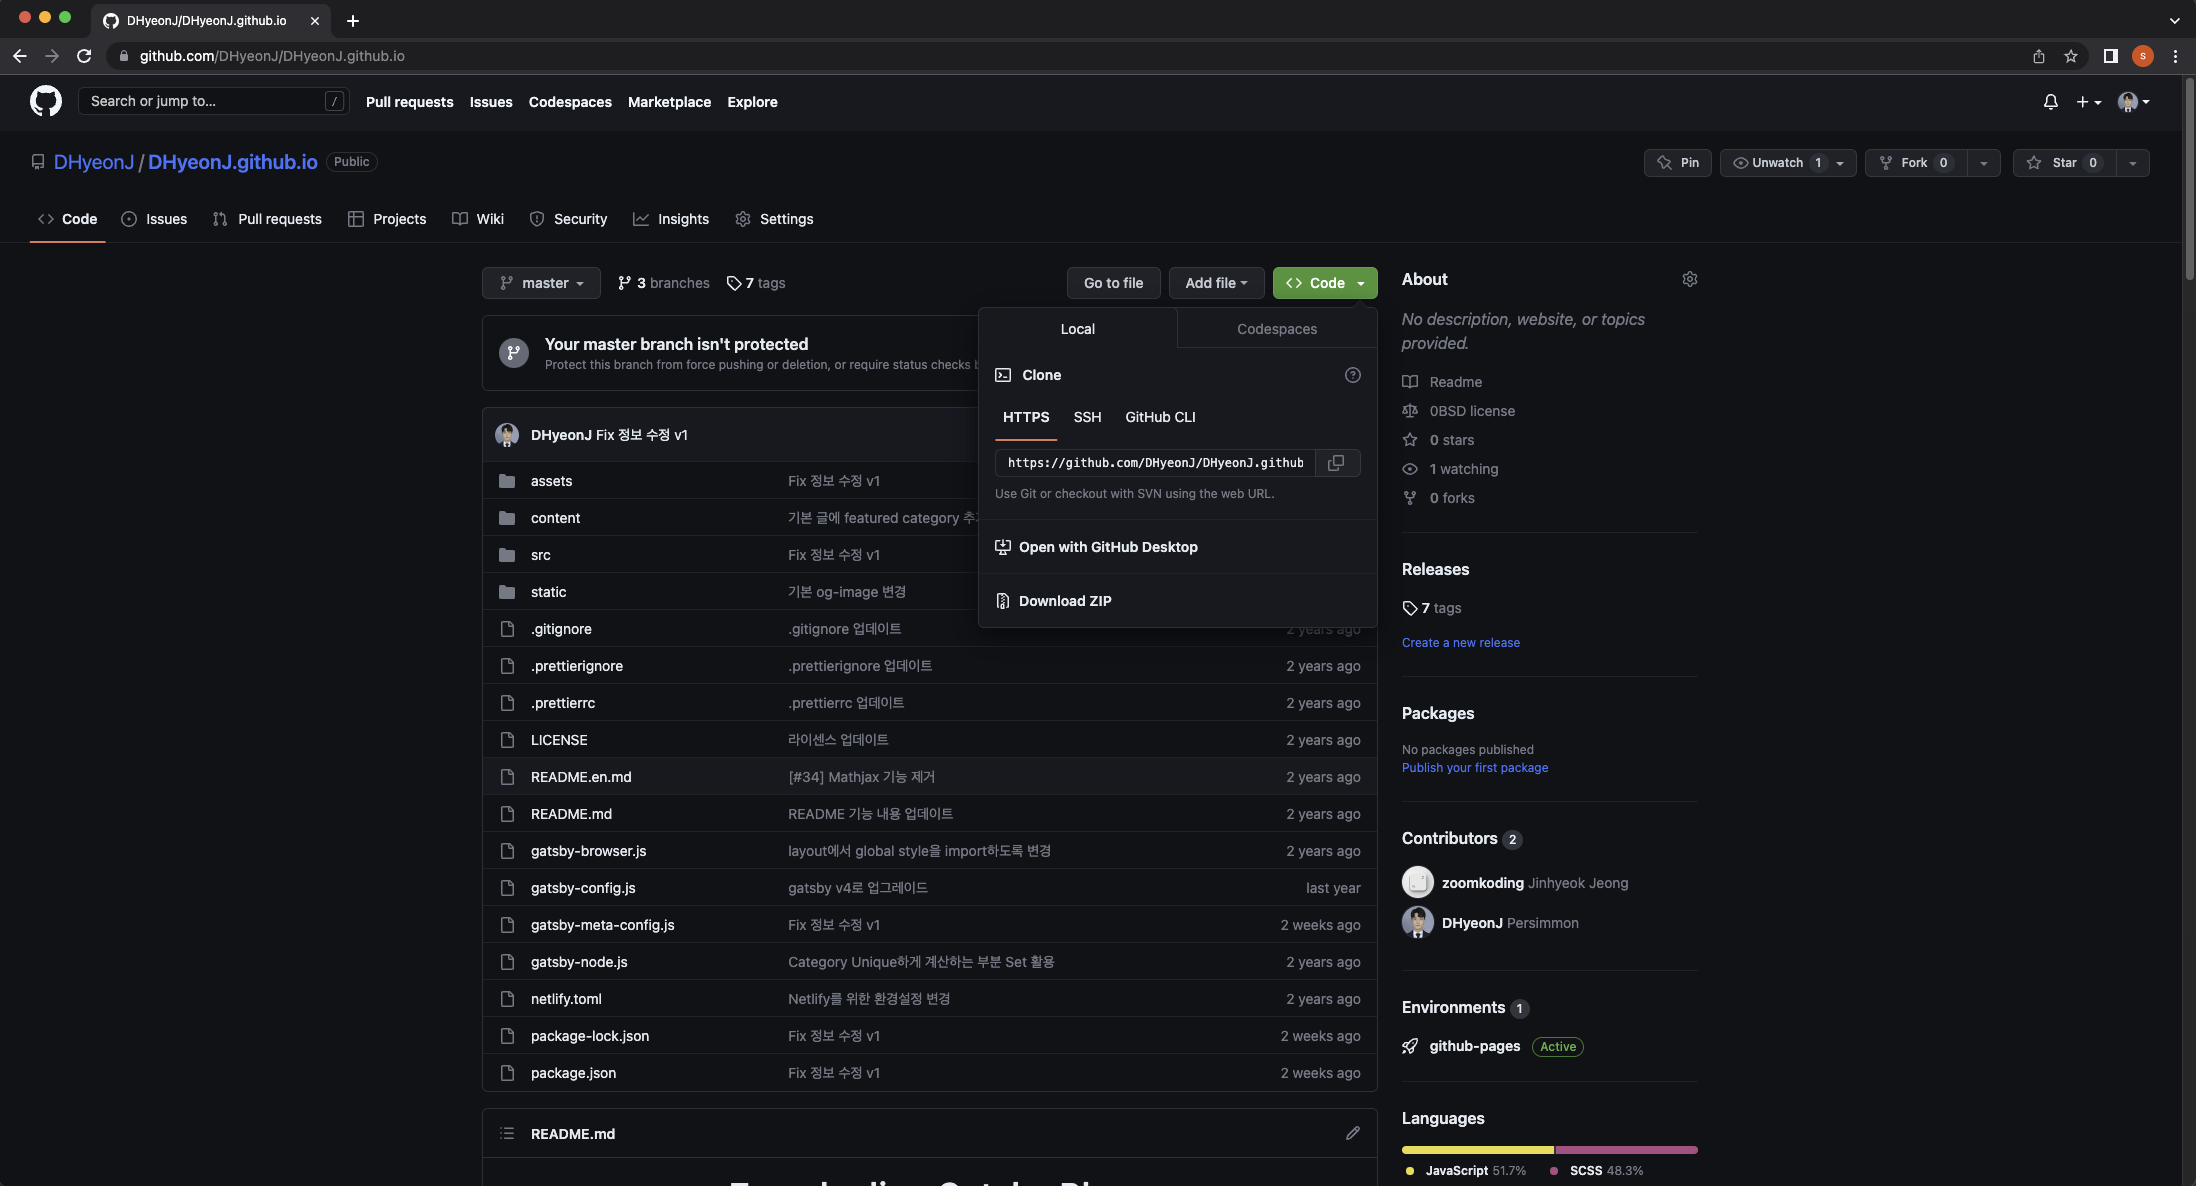 DHyeonJ/DHyeonJ.github.io
github.com/DHyeonJ/DHyeonJ.github.io
S
Search or jump to...
/
Pull requests
Issues
Codespaces
Marketplace
Explore
DHyeonJ / DHyeonJ.github.io
Public
Pin
Unwatch 1
Fork 0
Star 0
Code
Issues
Pull requests
Projects
Wiki
Security
Insights
Settings
master
3 branches
7 tags
Go to file
Add file
Code
Your master branch isn't protected
Protect this branch from force pushing or deletion, or require status checks
Local
Codespaces
Clone
HTTPS
SSH
GitHub CLI
https://github.com/DHyeonJ/DHyeonJ.github
Use Git or checkout with SVN using the web URL.
Open with GitHub Desktop
Download ZIP
DHyeonJ Fix 정보 수정 v1
assets Fix 정보 수정 v1
content 기본 글에 featured category
src Fix 정보 수정 v1
static 기본 og-image 변경
.gitignore .gitignore 업데이트 2 years ago
.prettierignore .prettierignore 업데이트 2 years ago
.prettierrc .prettierrc 업데이트 2 years ago
LICENSE 라이센스 업데이트 2 years ago
README.en.md [#34] Mathjax 기능 제거 2 years ago
README.md README 기능 내용 업데이트 2 years ago
gatsby-browser.js layout에서 global style을 import하도록 변경 2 years ago
gatsby-config.js gatsby v4로 업그레이드 last year
gatsby-meta-config.js Fix 정보 수정 v1 2 weeks ago
gatsby-node.js Category Unique하게 계산하는 부분 Set 활용 2 years ago
netlify.toml Netlify를 위한 환경설정 변경 2 years ago
package-lock.json Fix 정보 수정 v1 2 weeks ago
package.json Fix 정보 수정 v1 2 weeks ago
README.md
About
No description, website, or topics
provided.
Readme
0BSD license
0 stars
1 watching
0 forks
Releases
7 tags
Create a new release
Packages
No packages published
Publish your first package
Contributors 2
zoomkoding Jinhyeok Jeong
DHyeonJ Persimmon
Environments 1
github-pages Active
Languages
JavaScript 51.7%
SCSS 48.3%